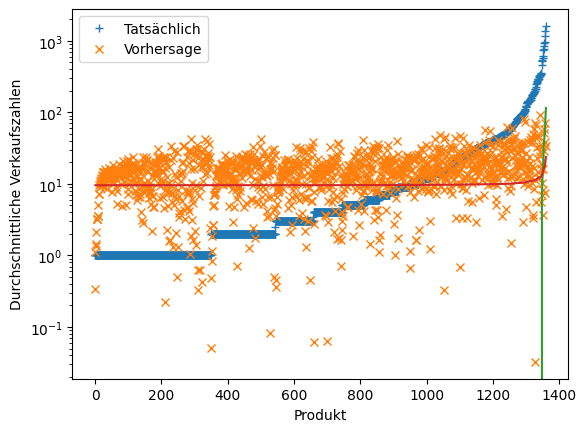 Tatsächlich
Vorhersage
Durchschnittliche Verkaufszahlen
10³
10²
10¹
10⁰
10⁻¹
0 200 400 600 800 1000 1200 1400
Produkt